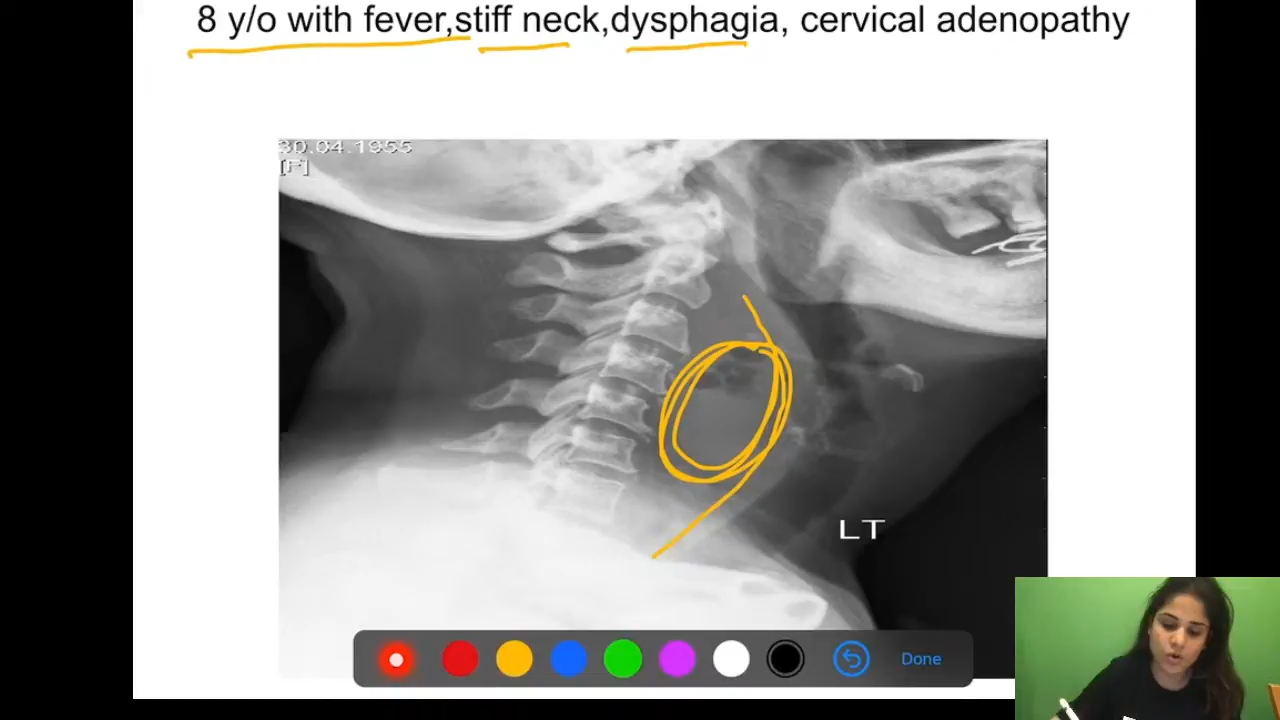 8 y/o with fever,stiff neck,dysphagia, cervical adenopathy
30.04.1955
[F]
LT
Done